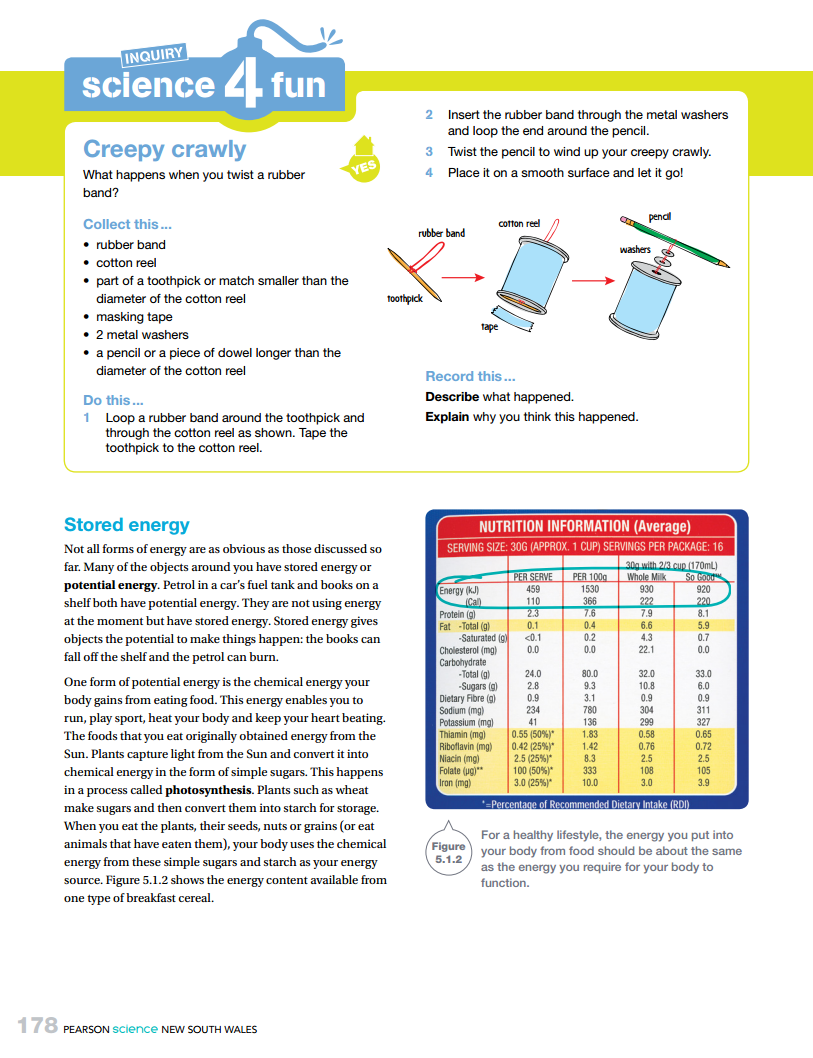 INQUIRY
science 4 fun
Creepy crawly
YES
What happens when you twist a rubber
band?
Collect this...
• rubber band
• cotton reel
• part of a toothpick or match smaller than the
diameter of the cotton reel
• masking tape
• 2 metal washers
• a pencil or a piece of dowel longer than the
diameter of the cotton reel
Do this...
1 Loop a rubber band around the toothpick and
through the cotton reel as shown. Tape the
toothpick to the cotton reel.
2 Insert the rubber band through the metal washers
and loop the end around the pencil.
3 Twist the pencil to wind up your creepy crawly.
4 Place it on a smooth surface and let it go!
rubber band
toothpick
cotton reel
tape
pencil
washers
Record this...
Describe what happened.
Explain why you think this happened.
Stored energy
Not all forms of energy are as obvious as those discussed so
far. Many of the objects around you have stored energy or
potential energy. Petrol in a car's fuel tank and books on a
shelf both have potential energy. They are not using energy
at the moment but have stored energy. Stored energy gives
objects the potential to make things happen: the books can
fall off the shelf and the petrol can burn.
One form of potential energy is the chemical energy your
body gains from eating food. This energy enables you to
run, play sport, heat your body and keep your heart beating.
The foods that you eat originally obtained energy from the
Sun. Plants capture light from the Sun and convert it into
chemical energy in the form of simple sugars. This happens
in a process called photosynthesis. Plants such as wheat
make sugars and then convert them into starch for storage.
When you eat the plants, their seeds, nuts or grains (or eat
animals that have eaten them), your body uses the chemical
energy from these simple sugars and starch as your energy
source. Figure 5.1.2 shows the energy content available from
one type of breakfast cereal.
NUTRITION INFORMATION (Average)
SERVING SIZE: 30G (APPROX. 1 CUP) SERVINGS PER PACKAGE: 16
30g with 2/3 cup (170mL)
PER SERVE PER 100g Whole Milk So Good™
Energy (kJ) 459 1530 930 920
(Cal) 110 366 222 220
Protein (g) 2.3 7.6 7.9 8.1
Fat -Total (g) 0.1 0.4 6.6 5.9
-Saturated (g) <0.1 0.2 4.3 0.7
Cholesterol (mg) 0.0 0.0 22.1 0.0
Carbohydrate
-Total (g) 24.0 80.0 32.0 33.0
-Sugars (g) 2.8 9.3 10.8 6.0
Dietary Fibre (g) 0.9 3.1 0.9 0.9
Sodium (mg) 234 780 304 311
Potassium (mg) 41 136 299 327
Thiamin (mg) 0.55 (50%)* 1.83 0.58 0.65
Riboflavin (mg) 0.42 (25%)* 1.42 0.76 0.72
Niacin (mg) 2.5 (25%)* 8.3 2.5 2.5
Folate (µg)** 100 (50%)* 333 108 105
Iron (mg) 3.0 (25%)* 10.0 3.0 3.9
*=Percentage of Recommended Dietary Intake (RDI)
Figure
5.1.2
For a healthy lifestyle, the energy you put into
your body from food should be about the same
as the energy you require for your body to
function.
178 PEARSON science NEW SOUTH WALES